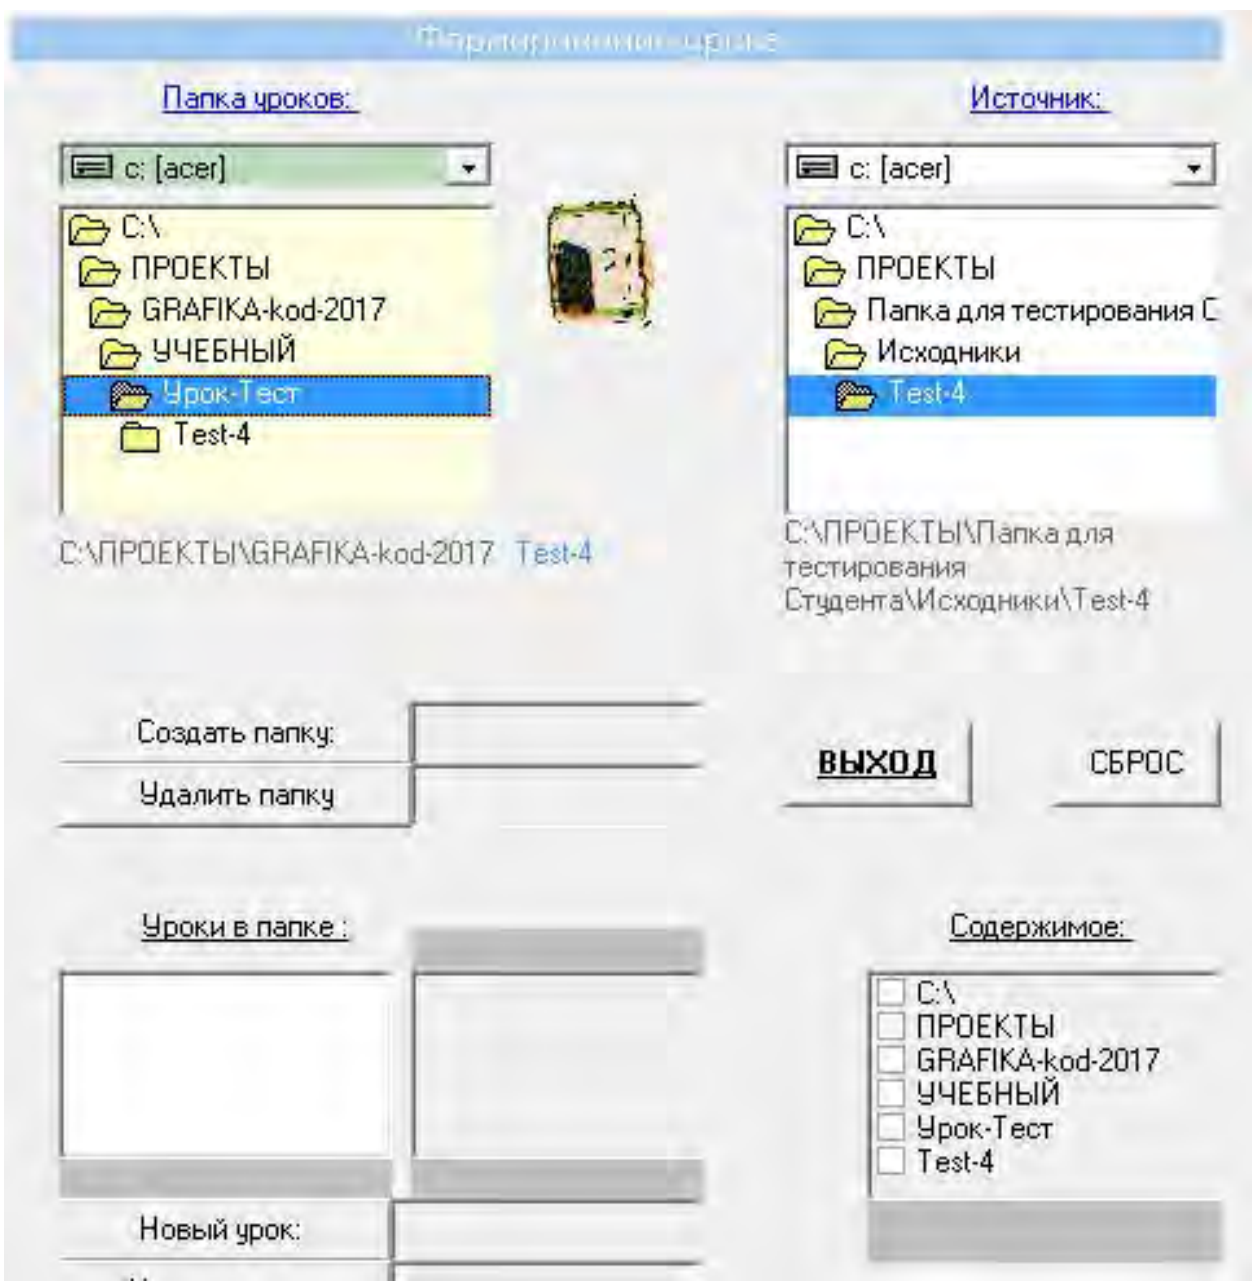 Формирование урока
Папка уроков:
Источник:
c: [acer]
c: [acer]
C:\
ПРОЕКТЫ
GRAFIKA-kod-2017
УЧЕБНЫЙ
Урок-Тест
Test-4
C:\
ПРОЕКТЫ
Папка для тестирования С
Исходники
Test-4
C:\ПРОЕКТЫ\GRAFIKA-kod-2017 Test-4
C:\ПРОЕКТЫ\Папка для
тестирования
Студента\Исходники\Test-4
Создать папку:
Удалить папку
ВЫХОД
СБРОС
Уроки в папке :
Содержимое:
C:\
ПРОЕКТЫ
GRAFIKA-kod-2017
УЧЕБНЫЙ
Урок-Тест
Test-4
Новый урок: